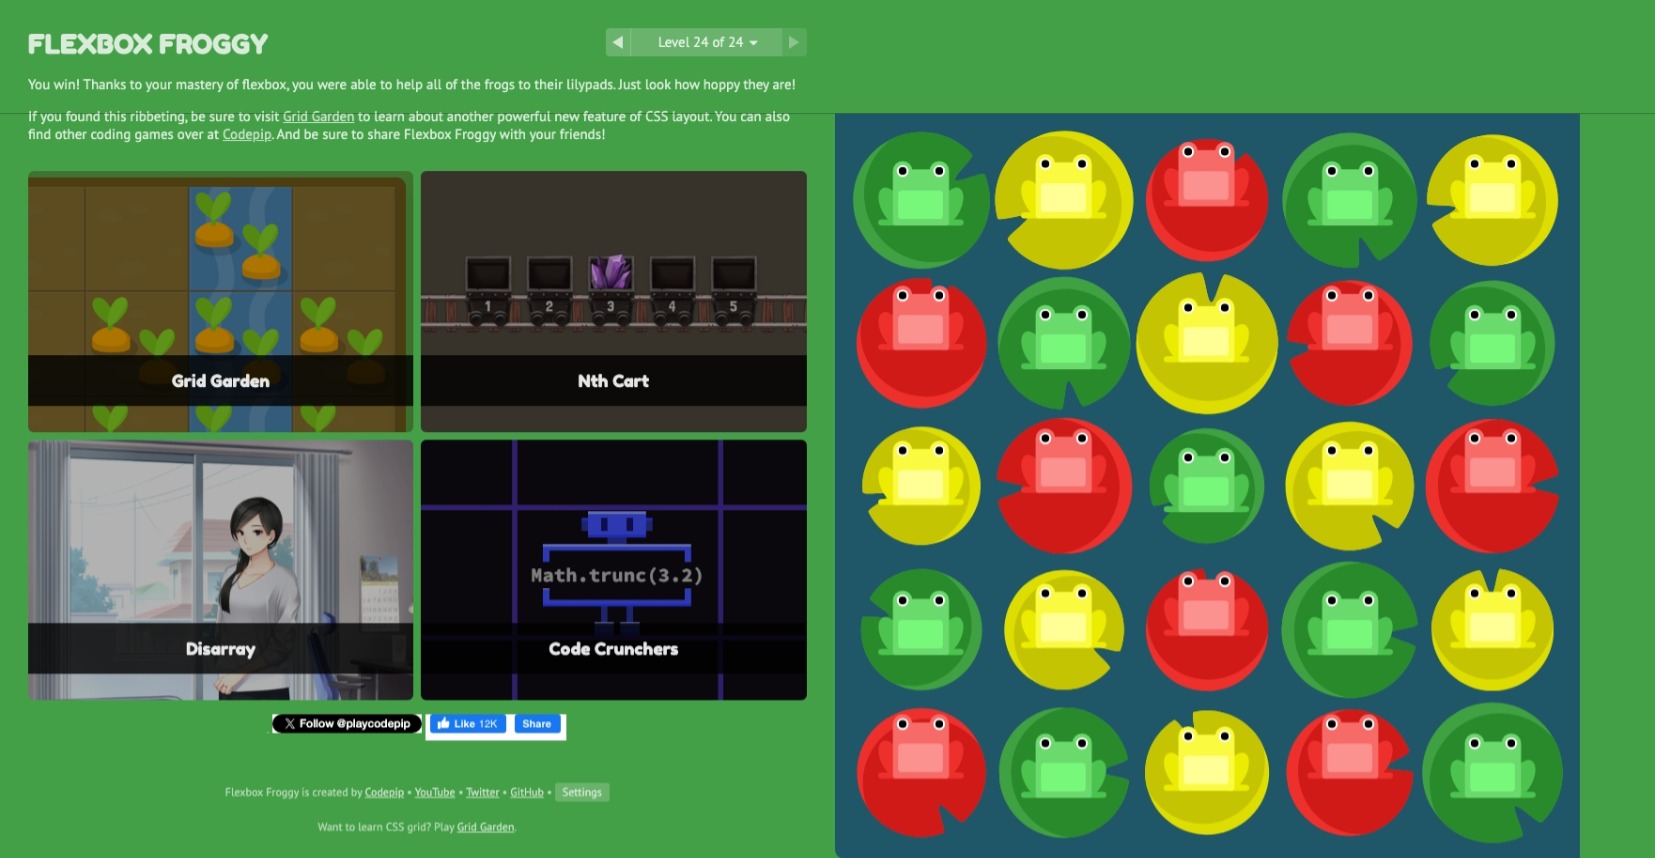 FLEXBOX FROGGY
Level 24 of 24
You win! Thanks to your mastery of flexbox, you were able to help all of the frogs to their lilypads. Just look how hoppy they are!
If you found this ribbeting, be sure to visit Grid Garden to learn about another powerful new feature of CSS layout. You can also
find other coding games over at Codepip. And be sure to share Flexbox Froggy with your friends!
1 2 3 4 5
Grid Garden
Nth Cart
Math.trunc(3.2)
Disarray
Code Crunchers
X Follow @playcodepip
Like 12K
Share
Flexbox Froggy is created by Codepip • YouTube • Twitter • GitHub • Settings
Want to learn CSS grid? Play Grid Garden.